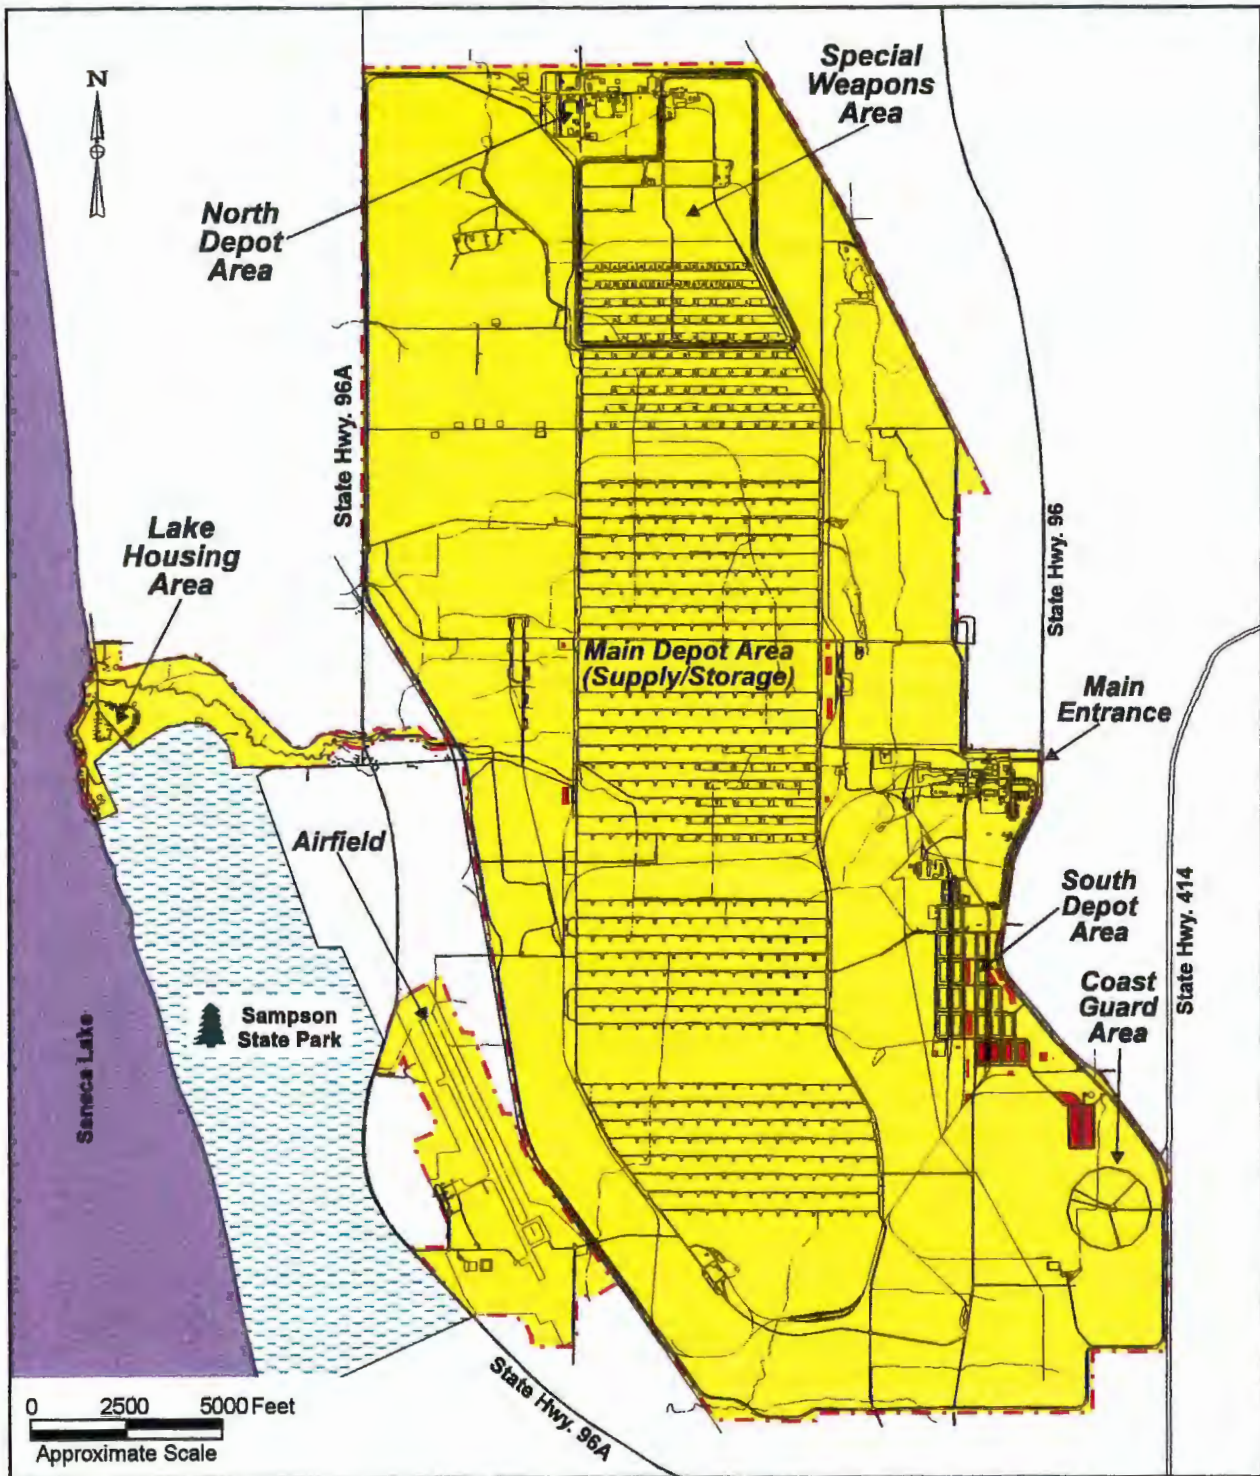 Special
Weapons
Area
N
North
Depot
Area
State Hwy. 96A
Lake
Housing
Area
State Hwy. 96
Main Depot Area
(Supply/Storage)
Main
Entrance
Airfield
South
Depot
Area
Coast
Guard
Area
State Hwy. 414
Sampson
State Park
Seneca Lake
0 2500 5000 Feet
Approximate Scale
State Hwy. 96A